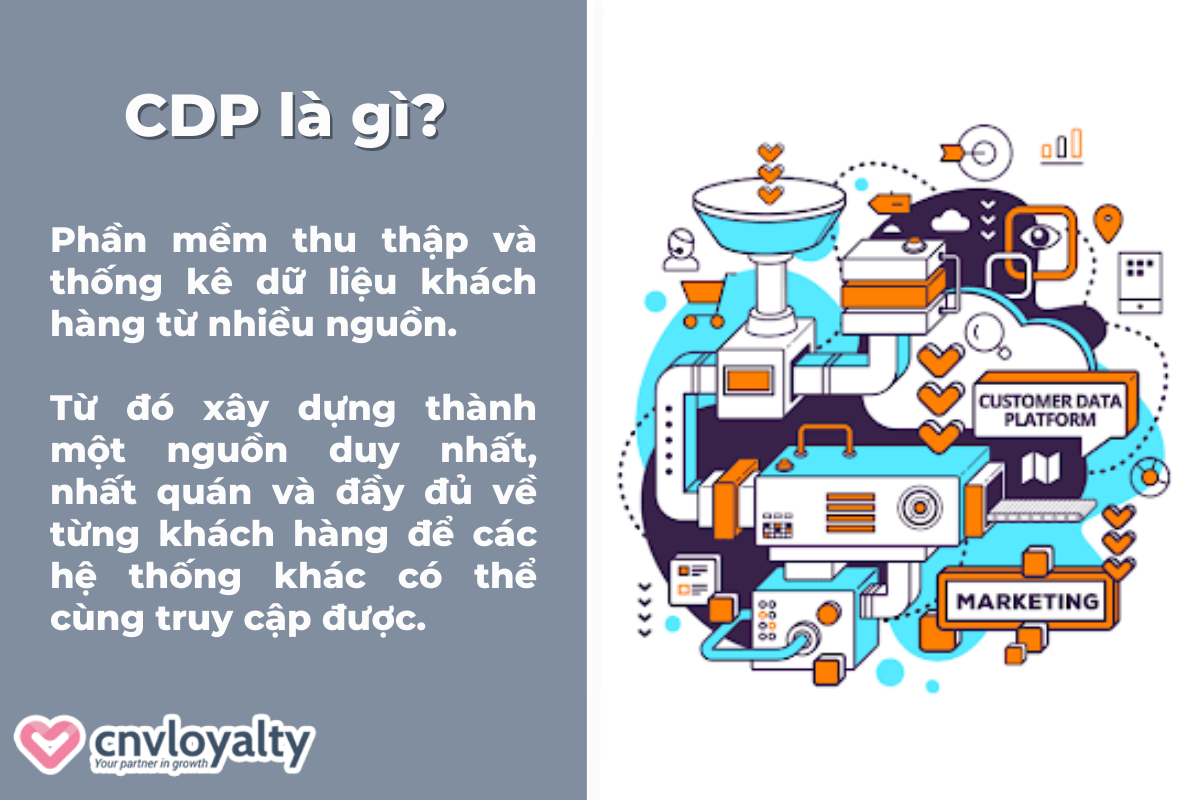 CDP là gì?
Phần mềm thu thập và
thống kê dữ liệu khách
hàng từ nhiều nguồn.
Từ đó xây dựng thành
một nguồn duy nhất,
nhất quán và đầy đủ về
từng khách hàng để các
hệ thống khác có thể
cùng truy cập được.
cnvloyalty
Your partner in growth
CUSTOMER DATA
PLATFORM
MARKETING